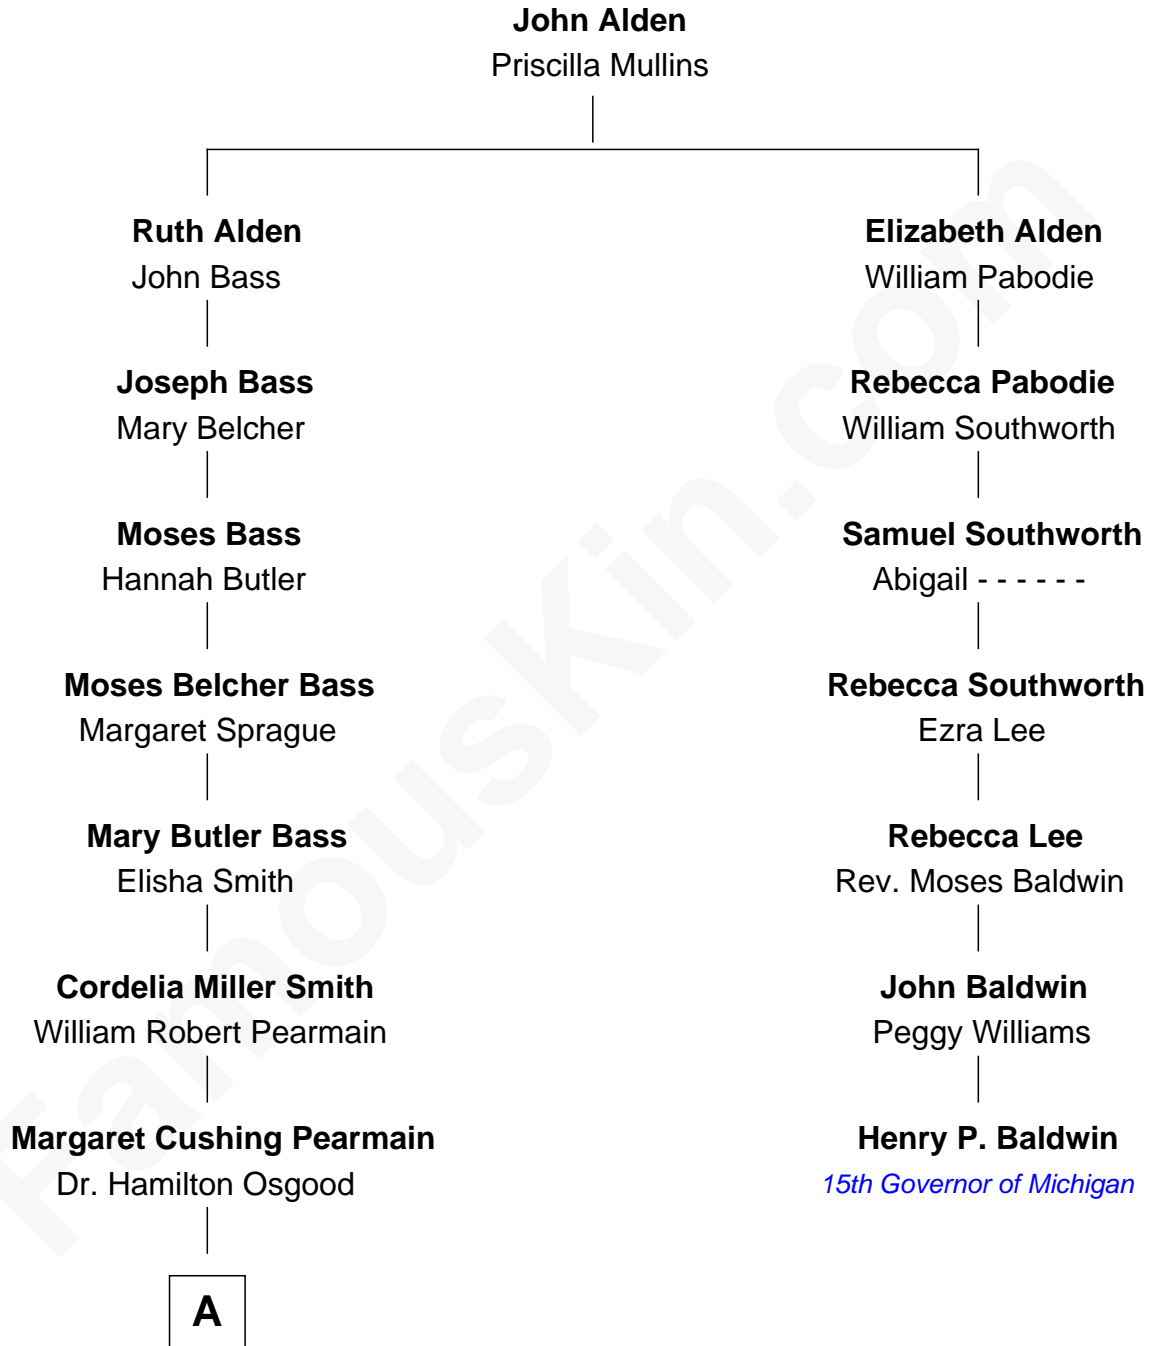 John Alden
Priscilla Mullins
Ruth Alden
John Bass
Elizabeth Alden
William Pabodie
Joseph Bass
Mary Belcher
Rebecca Pabodie
William Southworth
Moses Bass
Hannah Butler
Samuel Southworth
Abigail - - - - - -
Moses Belcher Bass
Margaret Sprague
Rebecca Southworth
Ezra Lee
Mary Butler Bass
Elisha Smith
Rebecca Lee
Rev. Moses Baldwin
Cordelia Miller Smith
William Robert Pearmain
John Baldwin
Peggy Williams
Margaret Cushing Pearmain
Dr. Hamilton Osgood
Henry P. Baldwin
15th Governor of Michigan
A
FamousKin.com